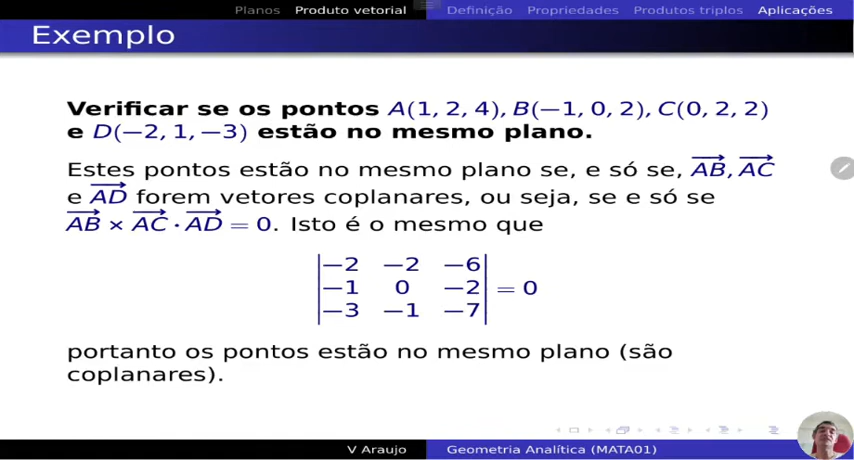 Planos Produto vetorial Definição Propriedades Produtos triplos Aplicações
Exemplo
Verificar se os pontos A(1, 2, 4), B(−1, 0, 2), C(0, 2, 2)
e D(−2, 1, −3) estão no mesmo plano.
Estes pontos estão no mesmo plano se, e só se, AB, AC
e AD forem vetores coplanares, ou seja, se e só se
AB × AC · AD = 0. Isto é o mesmo que
|−2 −2 −6|
|−1 0 −2| = 0
|−3 −1 −7|
portanto os pontos estão no mesmo plano (são
coplanares).
V Araujo Geometria Analítica (MATA01)